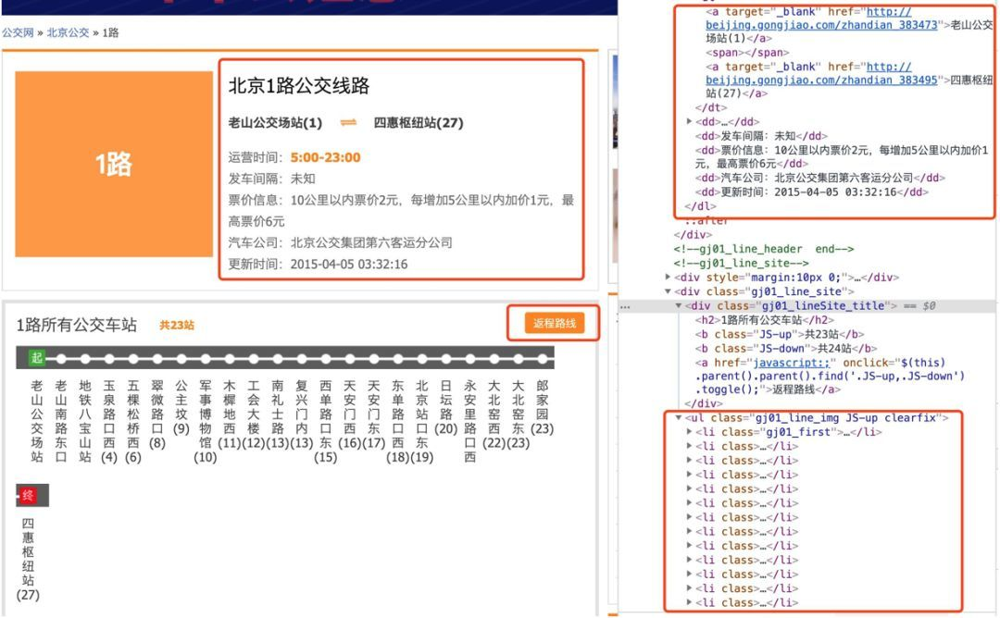 公交网 » 北京公交 » 1路
1路
北京1路公交线路
老山公交场站(1) 四惠枢纽站(27)
运营时间：5:00-23:00
发车间隔：未知
票价信息：10公里以内票价2元，每增加5公里以内加价1元，最
高票价6元
汽车公司：北京公交集团第六客运分公司
更新时间：2015-04-05 03:32:16
1路所有公交车站 共23站 返程路线
起
老山公交场站
老山南路东口
地铁八宝山站
玉泉路口西(4)
五棵松桥西(6)
翠微路口(8)
公主坟(9)
军事博物馆(10)
木樨地西(11)
工会大楼(12)
南礼士路(13)
复兴门内(13)
西单路口东(15)
天安门西(16)
天安门东(17)
东单路口西(18)
北京站口东(19)
日坛路(20)
永安里路口西
大北窑西(22)
大北窑东(23)
郎家园(23)
终
四惠枢纽站(27)
<a target="_blank" href="http://
beijing.gongjiao.com/zhandian_383473">老山公交
场站(1)</a>
<span></span>
<a target="_blank" href="http://
beijing.gongjiao.com/zhandian_383495">四惠枢纽
站(27)</a>
</dt>
<dd>…</dd>
<dd>发车间隔：未知</dd>
<dd>票价信息：10公里以内票价2元，每增加5公里以内加价1
元，最高票价6元</dd>
<dd>汽车公司：北京公交集团第六客运分公司</dd>
<dd>更新时间：2015-04-05 03:32:16</dd>
</dl>
::after
</div>
<!--gj01_line_header end-->
<!--gj01_line_site-->
<div style="margin:10px 0;">…</div>
<div class="gj01_line_site">
… <div class="gj01_lineSite_title"> == $0
<h2>1路所有公交车站</h2>
<b class="JS-up">共23站</b>
<b class="JS-down">共24站</b>
<a href="javascript:;" onclick="$(this)
.parent().parent().find('.JS-up,.JS-down')
.toggle();">返程路线</a>
</div>
<ul class="gj01_line_img JS-up clearfix">
<li class="gj01_first">…</li>
<li class>…</li>
<li class>…</li>
<li class>…</li>
<li class>…</li>
<li class>…</li>
<li class>…</li>
<li class>…</li>
<li class>…</li>
<li class>…</li>
<li class>…</li>
<li class>…</li>
<li class>…</li>